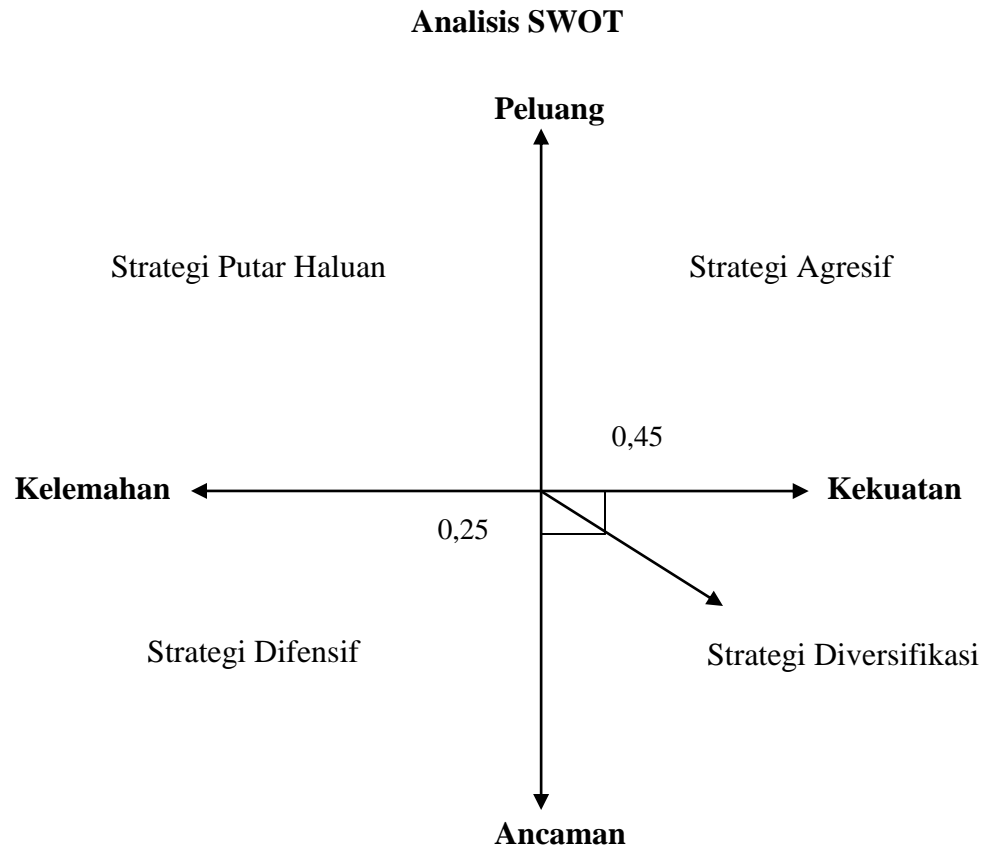 Analisis SWOT
Peluang
Strategi Putar Haluan
Strategi Agresif
0,45
Kelemahan
Kekuatan
0,25
Strategi Difensif
Strategi Diversifikasi
Ancaman